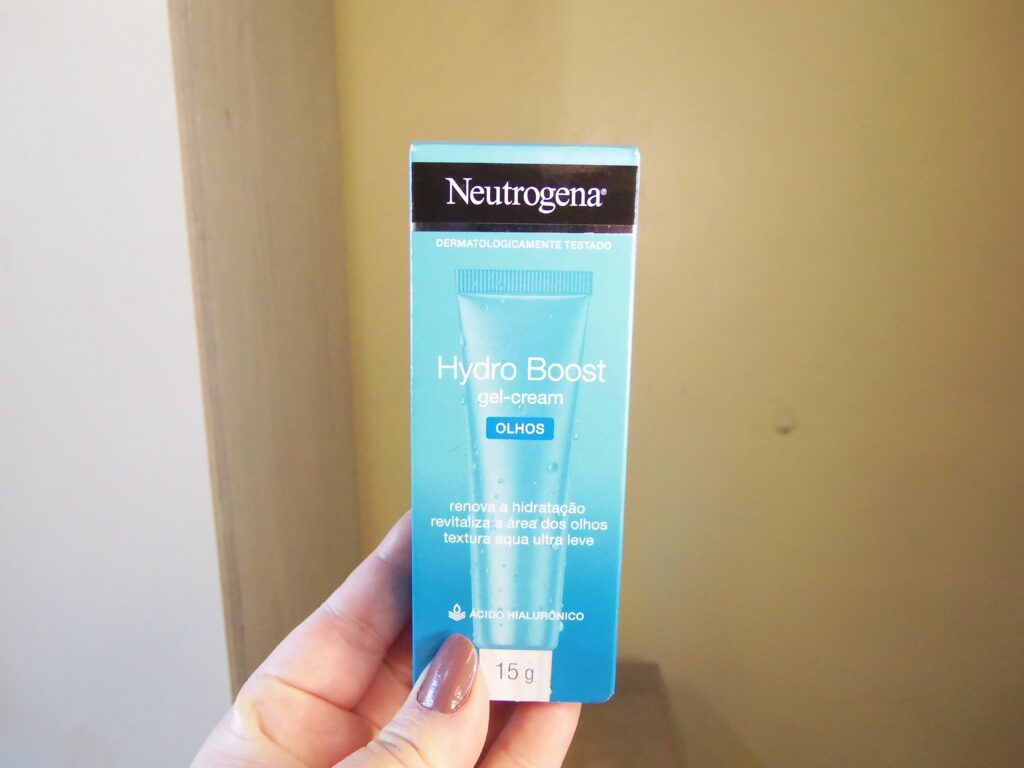 Neutrogena®
DERMATOLOGICAMENTE TESTADO
Hydro Boost
gel-cream
OLHOS
renova a hidratação
revitaliza a área dos olhos
textura aqua ultra leve
ÁCIDO HIALURÔNICO
15 g